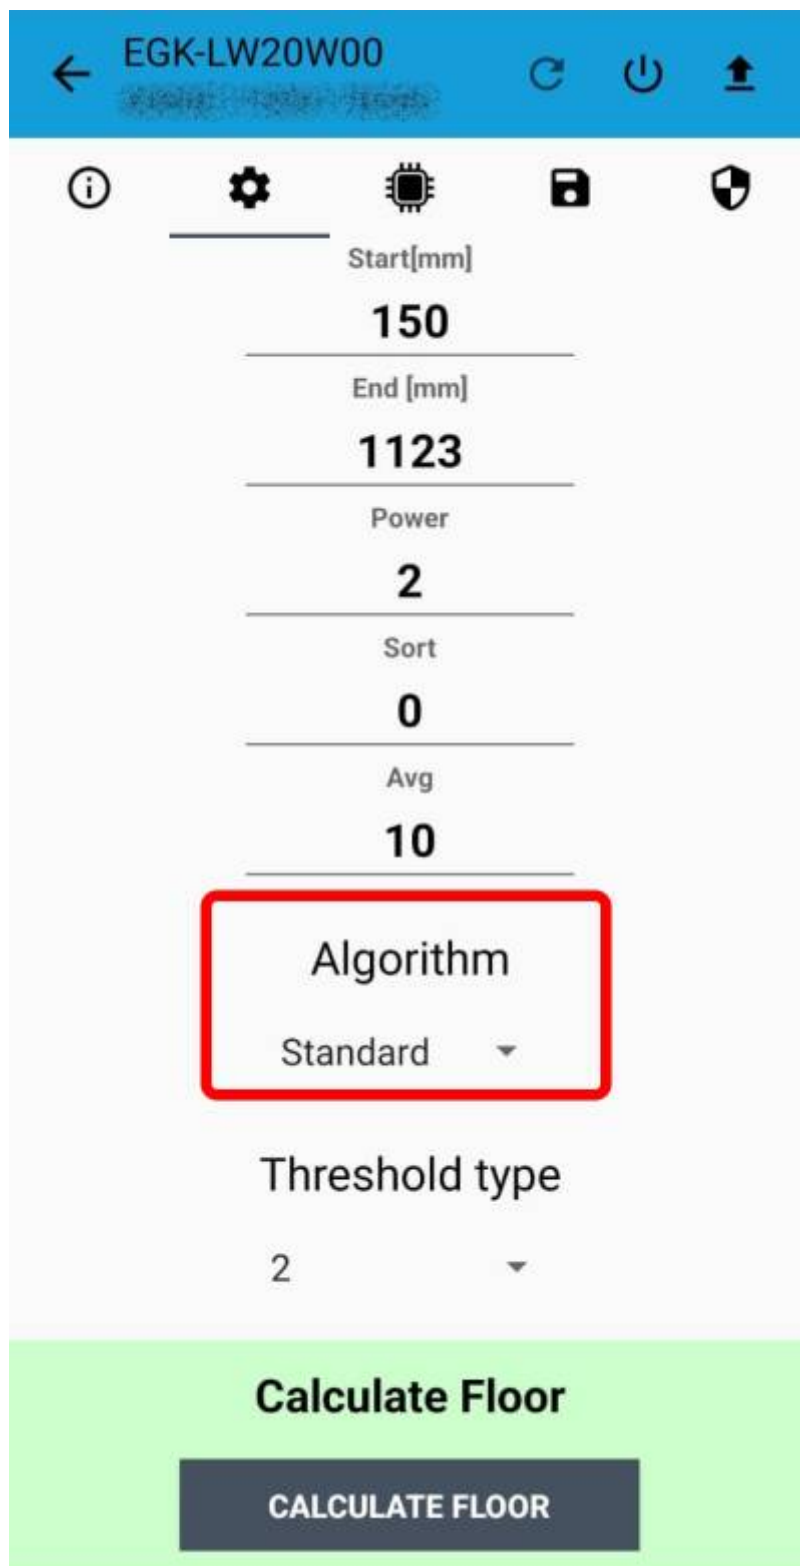 EGK-LW20W00
Start[mm]
150
End [mm]
1123
Power
2
Sort
0
Avg
10
Algorithm
Standard
Threshold type
2
Calculate Floor
CALCULATE FLOOR